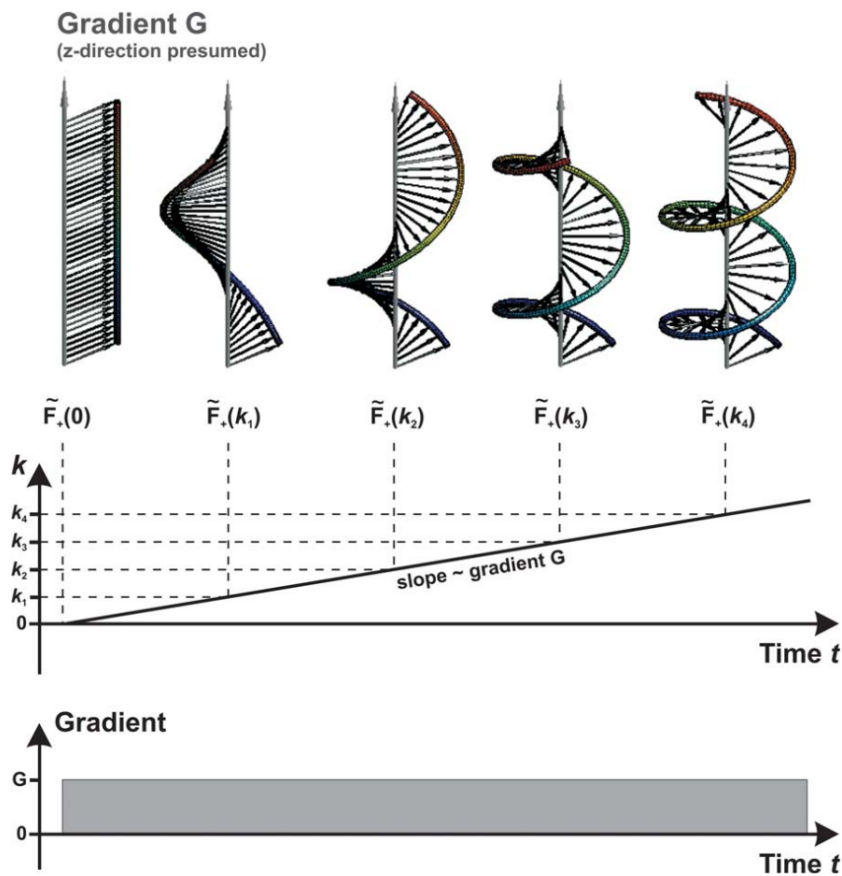 Gradient G
(z-direction presumed)
F̃₊(0) F̃₊(k₁) F̃₊(k₂) F̃₊(k₃) F̃₊(k₄)
k
k₄
k₃
k₂
k₁
0
slope ~ gradient G
Time t
Gradient
G
0
Time t